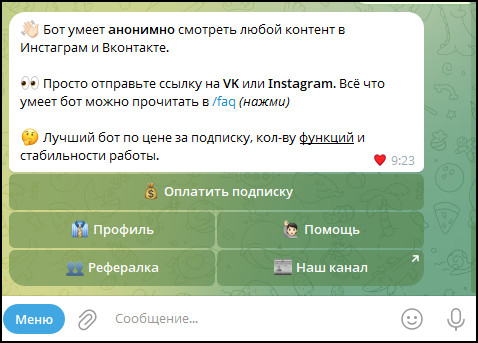 👋🏻 Бот умеет анонимно смотреть любой контент в
Инстаграм и Вконтакте.
👀 Просто отправьте ссылку на VK или Instagram. Всё что
умеет бот можно прочитать в /faq (нажми)
🤔 Лучший бот по цене за подписку, кол-ву функций и
стабильности работы.
❤️ 9:23
💰 Оплатить подписку
👔 Профиль
🙋🏻‍♂️ Помощь
👥 Рефералка
📰 Наш канал
Меню
Сообщение...